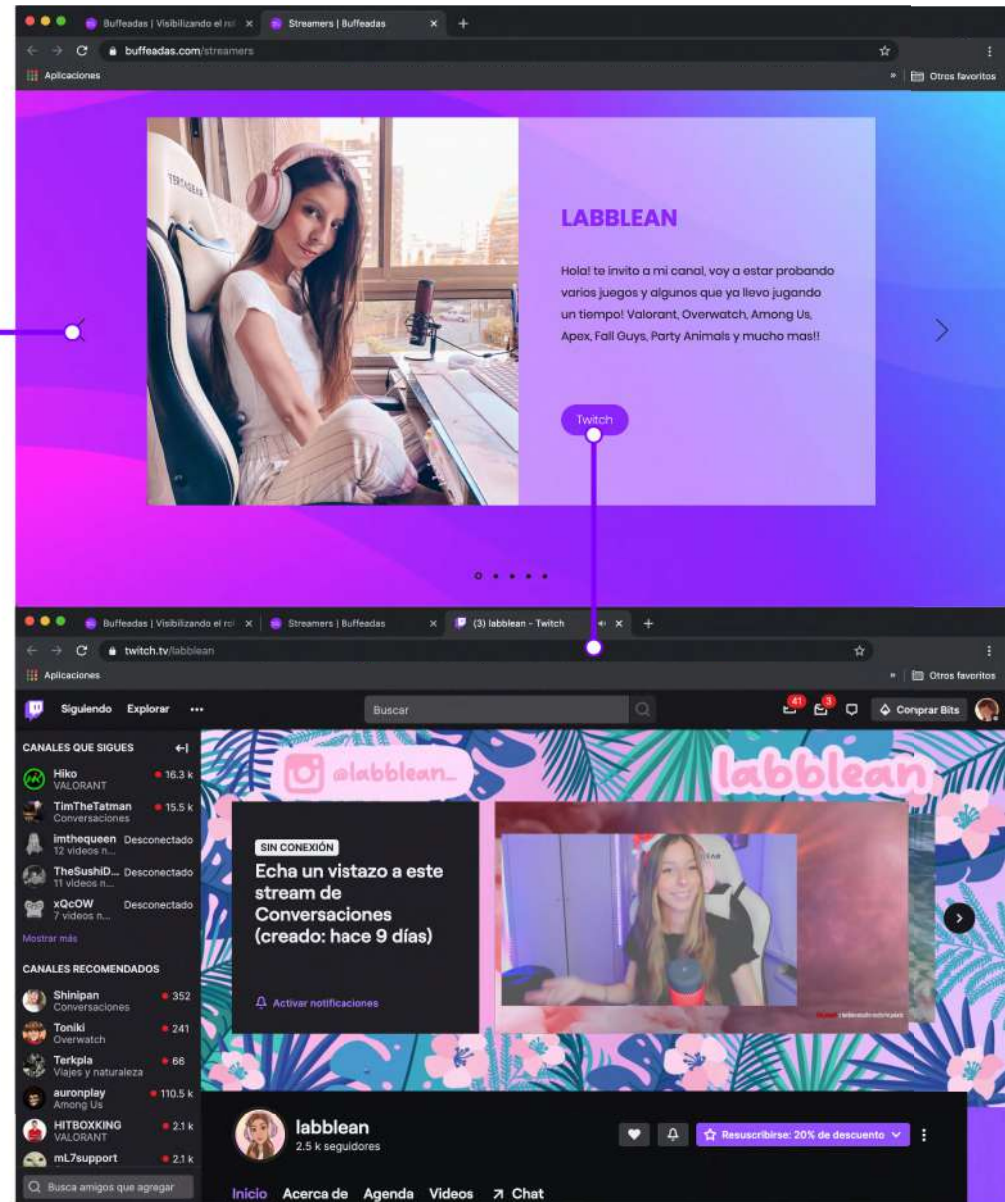 Buffeadas | Visibilizando el rol
Streamers | Buffeadas
buffeadas.com/streamers
Aplicaciones
Otros favoritos
LABBLEAN
Hola! te invito a mi canal, voy a estar probando
varios juegos y algunos que ya llevo jugando
un tiempo! Valorant, Overwatch, Among Us,
Apex, Fall Guys, Party Animals y mucho mas!!
Twitch
Buffeadas | Visibilizando el rol
Streamers | Buffeadas
(3) labblean - Twitch
twitch.tv/labblean
Aplicaciones
Otros favoritos
Siguiendo Explorar
Buscar
41
3
Comprar Bits
CANALES QUE SIGUES
Hiko 16.3 k
VALORANT
TimTheTatman 15.5 k
Conversaciones
imthequeen Desconectado
12 videos n...
TheSushiD... Desconectado
11 videos n...
xQcOW Desconectado
7 videos n...
Mostrar más
CANALES RECOMENDADOS
Shinipan 352
Conversaciones
Toniki 241
Overwatch
Terkpla 66
Viajes y naturaleza
auronplay 110.5 k
Among Us
HITBOXKING 2.1 k
VALORANT
mL7support 2.1 k
Busca amigos que agregar
@labblean_
labblean
SIN CONEXIÓN
Echa un vistazo a este
stream de
Conversaciones
(creado: hace 9 días)
Activar notificaciones
labblean
2.5 k seguidores
Resuscribirse: 20% de descuento
Inicio Acerca de Agenda Videos Chat